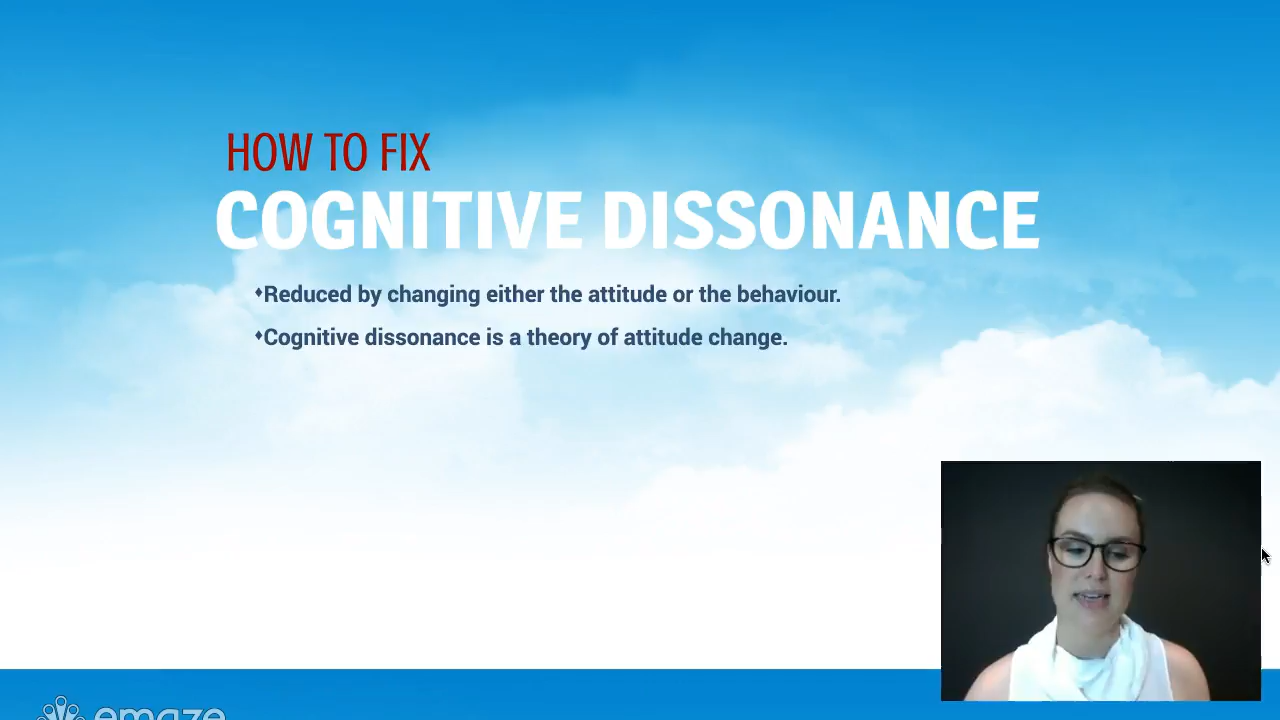 HOW TO FIX
COGNITIVE DISSONANCE
♦Reduced by changing either the attitude or the behaviour.
♦Cognitive dissonance is a theory of attitude change.
emaze